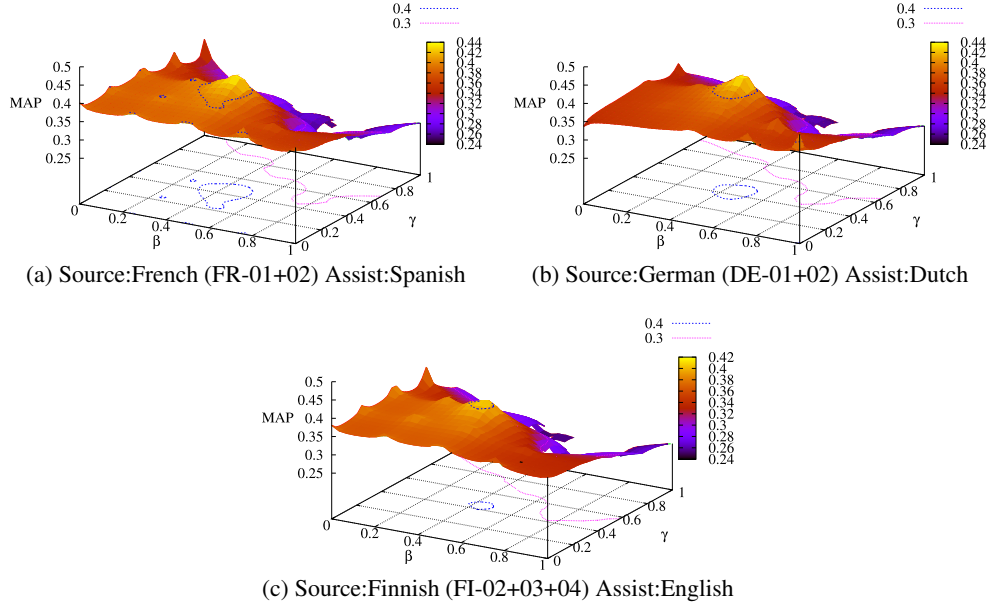 0.4
0.3
0.4
0.3
0.44
0.42
0.4
0.38
0.36
0.34
0.32
0.3
0.28
0.26
0.24
0.44
0.42
0.4
0.38
0.36
0.34
0.32
0.3
0.28
0.26
0.24
0.5
0.45
MAP 0.4
0.35
0.3
0.25
0.5
0.45
MAP 0.4
0.35
0.3
0.25
0 0.2 0.4 0.6 0.8 1
β
0 0.2 0.4 0.6 0.8 1
γ
0 0.2 0.4 0.6 0.8 1
β
0 0.2 0.4 0.6 0.8 1
γ
(a) Source:French (FR-01+02) Assist:Spanish
(b) Source:German (DE-01+02) Assist:Dutch
0.4
0.3
0.42
0.4
0.38
0.36
0.34
0.32
0.3
0.28
0.26
0.24
0.5
0.45
MAP 0.4
0.35
0.3
0.25
0 0.2 0.4 0.6 0.8 1
β
0 0.2 0.4 0.6 0.8 1
γ
(c) Source:Finnish (FI-02+03+04) Assist:English